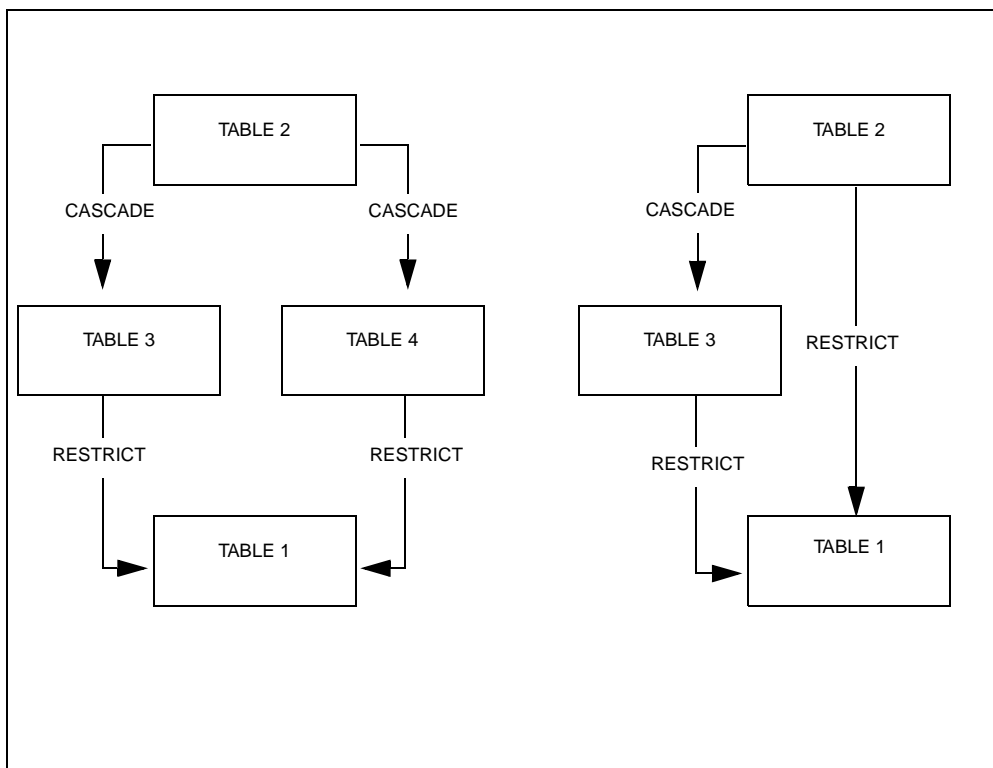 TABLE 2
CASCADE
CASCADE
TABLE 3
TABLE 4
RESTRICT
RESTRICT
TABLE 1
TABLE 2
CASCADE
TABLE 3
RESTRICT
RESTRICT
TABLE 1